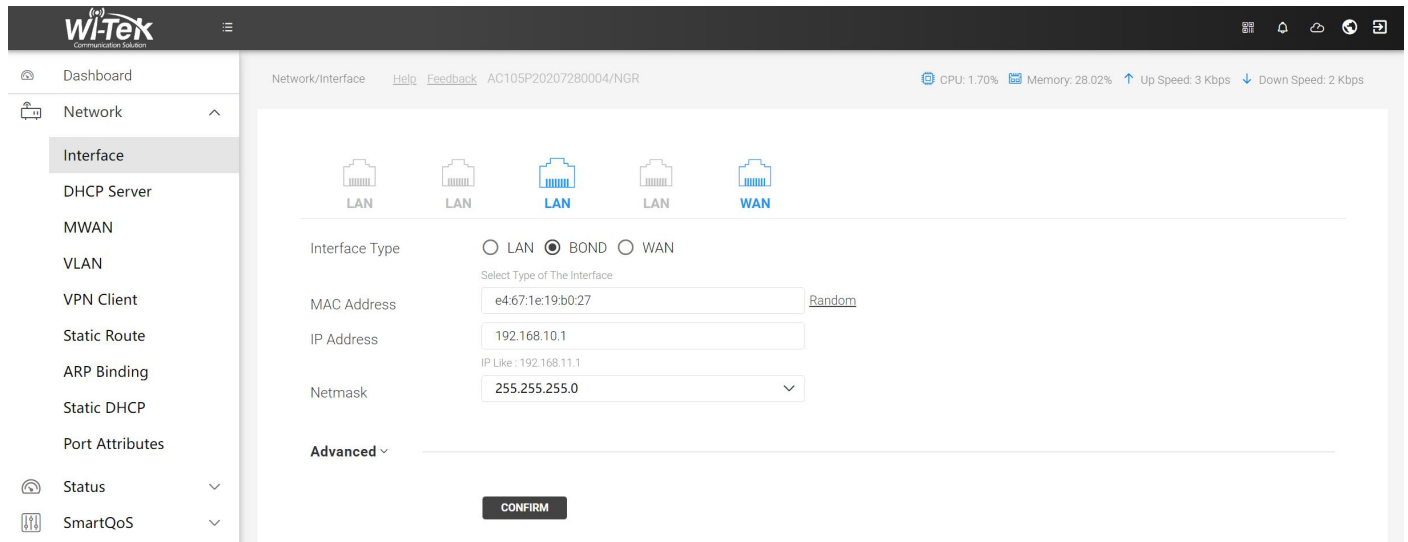 Wi-Tek
Communication Solution
Dashboard
Network/Interface Help Feedback AC105P20207280004/NGR CPU: 1.70% Memory: 28.02% Up Speed: 3 Kbps Down Speed: 2 Kbps
Network
Interface
DHCP Server
MWAN
VLAN
VPN Client
Static Route
ARP Binding
Static DHCP
Port Attributes
Status
SmartQoS
LAN LAN LAN LAN WAN
Interface Type LAN BOND WAN
Select Type of The Interface
MAC Address e4:67:1e:19:b0:27 Random
IP Address 192.168.10.1
IP Like : 192.168.11.1
Netmask 255.255.255.0
Advanced
CONFIRM